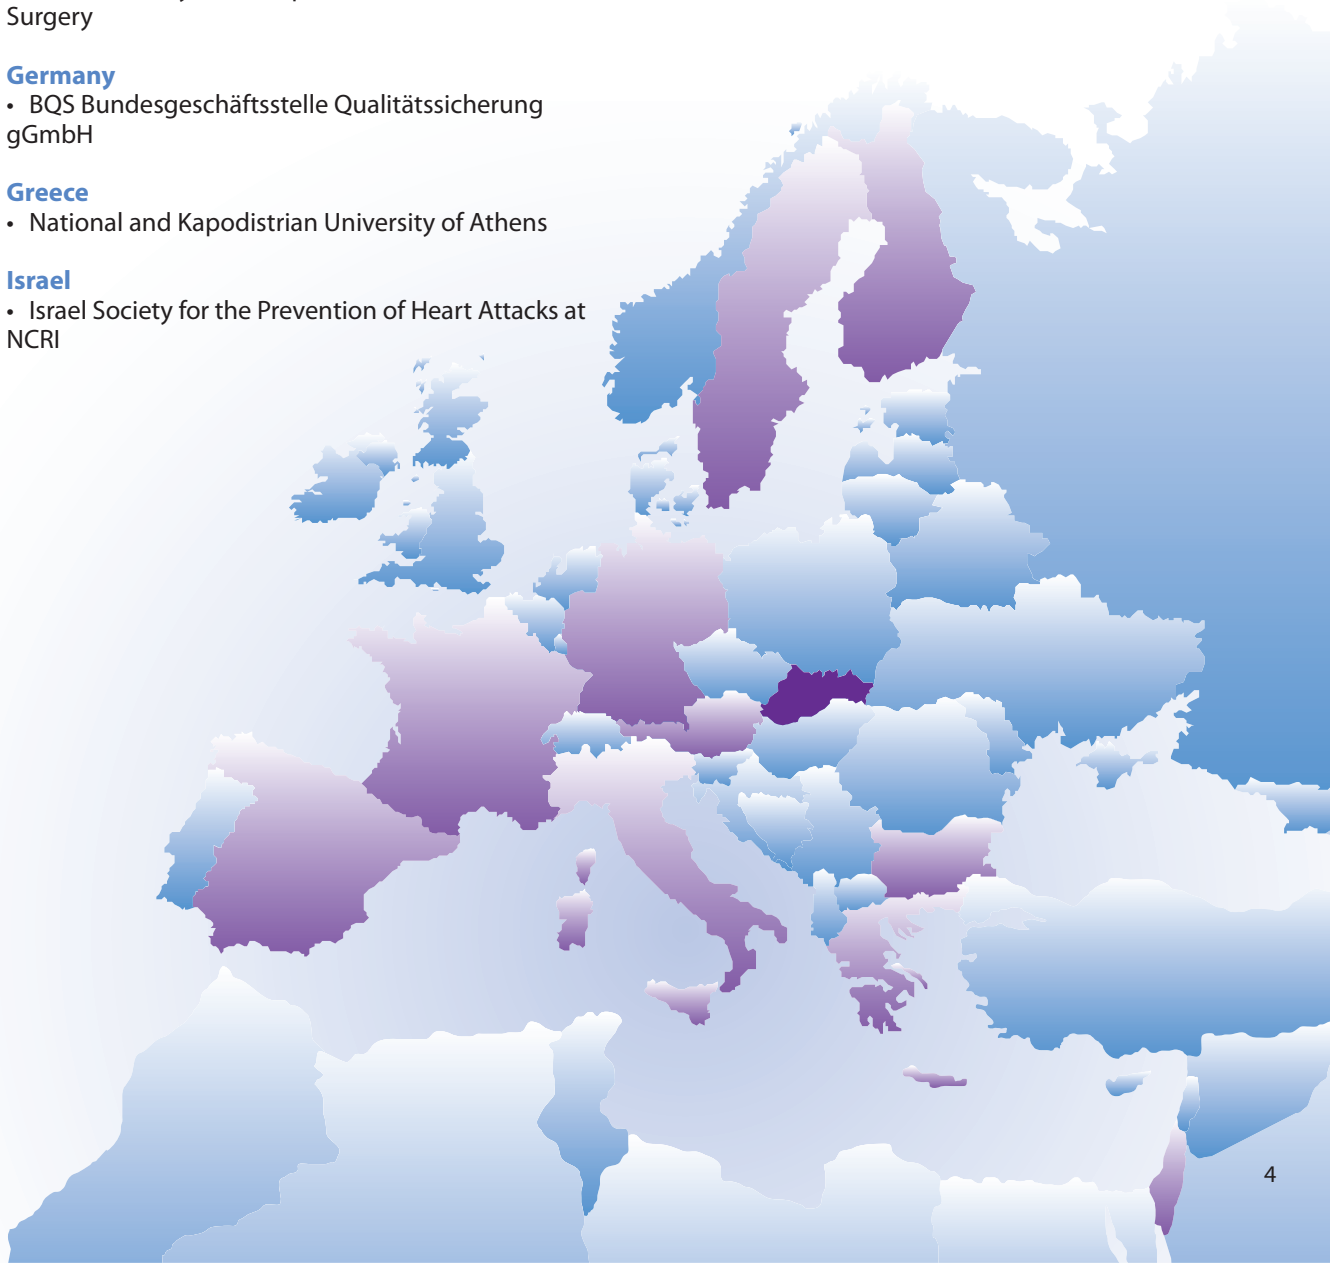 Surgery
Germany
• BQS Bundesgeschäftsstelle Qualitätssicherung
gGmbH
Greece
• National and Kapodistrian University of Athens
Israel
• Israel Society for the Prevention of Heart Attacks at
NCRI
4